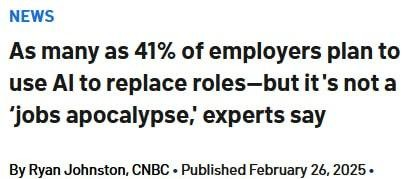 NEWS
As many as 41% of employers plan to
use AI to replace roles—but it's not a
‘jobs apocalypse,' experts say
By Ryan Johnston, CNBC • Published February 26, 2025 •